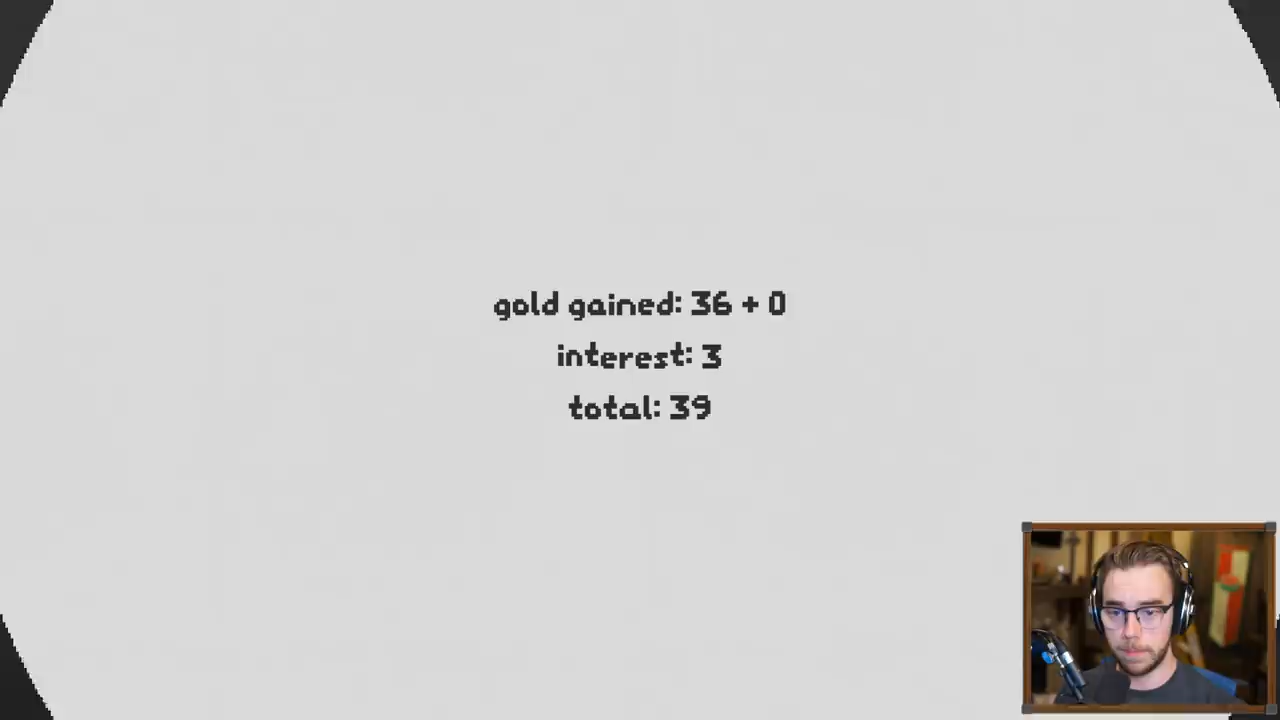 gold gained: 36 + 0
interest: 3
total: 39